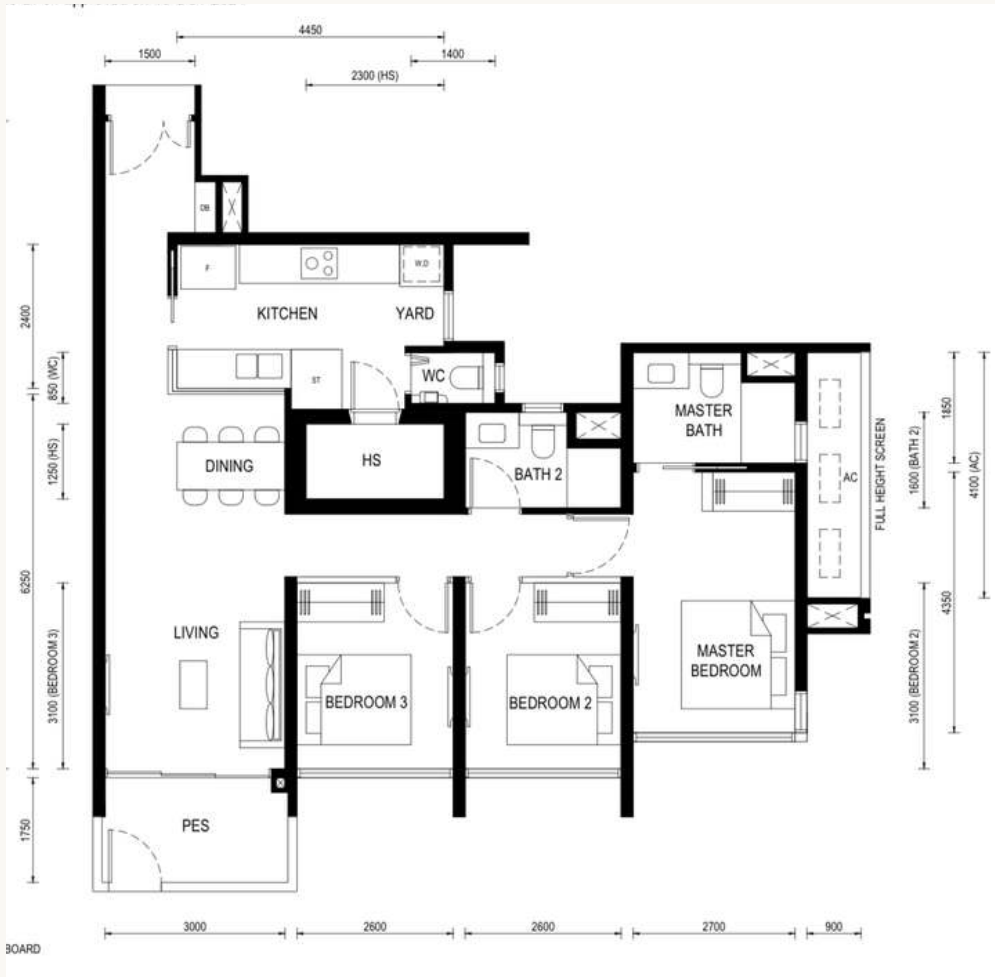 4450
1500
1400
2300 (HS)
DB
F
W.D
KITCHEN
YARD
2400
850 (WC)
WC
ST
MASTER
BATH
1850
1600 (BATH 2)
4100 (AC)
FULL HEIGHT SCREEN
AC
DINING
HS
BATH 2
1250 (HS)
6250
3100 (BEDROOM 3)
LIVING
BEDROOM 3
BEDROOM 2
MASTER
BEDROOM
4350
3100 (BEDROOM 2)
PES
1750
3000
2600
2600
2700
900
BOARD